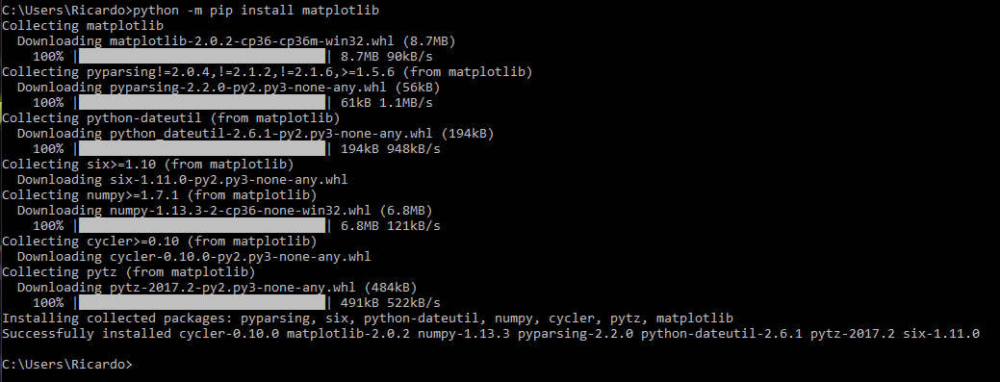 C:\Users\Ricardo>python -m pip install matplotlib
Collecting matplotlib
  Downloading matplotlib-2.0.2-cp36-cp36m-win32.whl (8.7MB)
    100% |████████████████████████████████| 8.7MB 90kB/s
Collecting pyparsing!=2.0.4,!=2.1.2,!=2.1.6,>=1.5.6 (from matplotlib)
  Downloading pyparsing-2.2.0-py2.py3-none-any.whl (56kB)
    100% |████████████████████████████████| 61kB 1.1MB/s
Collecting python-dateutil (from matplotlib)
  Downloading python_dateutil-2.6.1-py2.py3-none-any.whl (194kB)
    100% |████████████████████████████████| 194kB 948kB/s
Collecting six>=1.10 (from matplotlib)
  Downloading six-1.11.0-py2.py3-none-any.whl
Collecting numpy>=1.7.1 (from matplotlib)
  Downloading numpy-1.13.3-2-cp36-none-win32.whl (6.8MB)
    100% |████████████████████████████████| 6.8MB 121kB/s
Collecting cycler>=0.10 (from matplotlib)
  Downloading cycler-0.10.0-py2.py3-none-any.whl
Collecting pytz (from matplotlib)
  Downloading pytz-2017.2-py2.py3-none-any.whl (484kB)
    100% |████████████████████████████████| 491kB 522kB/s
Installing collected packages: pyparsing, six, python-dateutil, numpy, cycler, pytz, matplotlib
Successfully installed cycler-0.10.0 matplotlib-2.0.2 numpy-1.13.3 pyparsing-2.2.0 python-dateutil-2.6.1 pytz-2017.2 six-1.11.0
C:\Users\Ricardo>